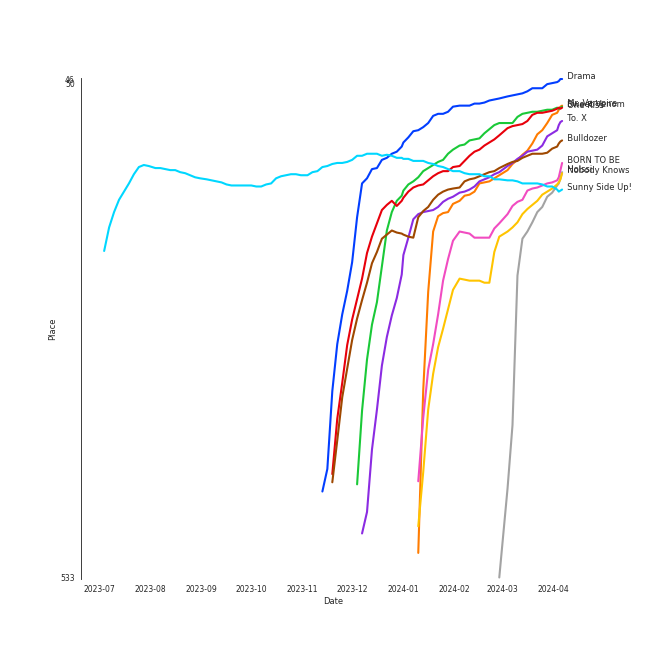 46
50
533
Place
Date
2023-07
2023-08
2023-09
2023-10
2023-11
2023-12
2024-01
2024-02
2024-03
2024-04
Drama
To. X
Bulldozer
BORN TO BE
Nobody Knows
Sunny Side Up!